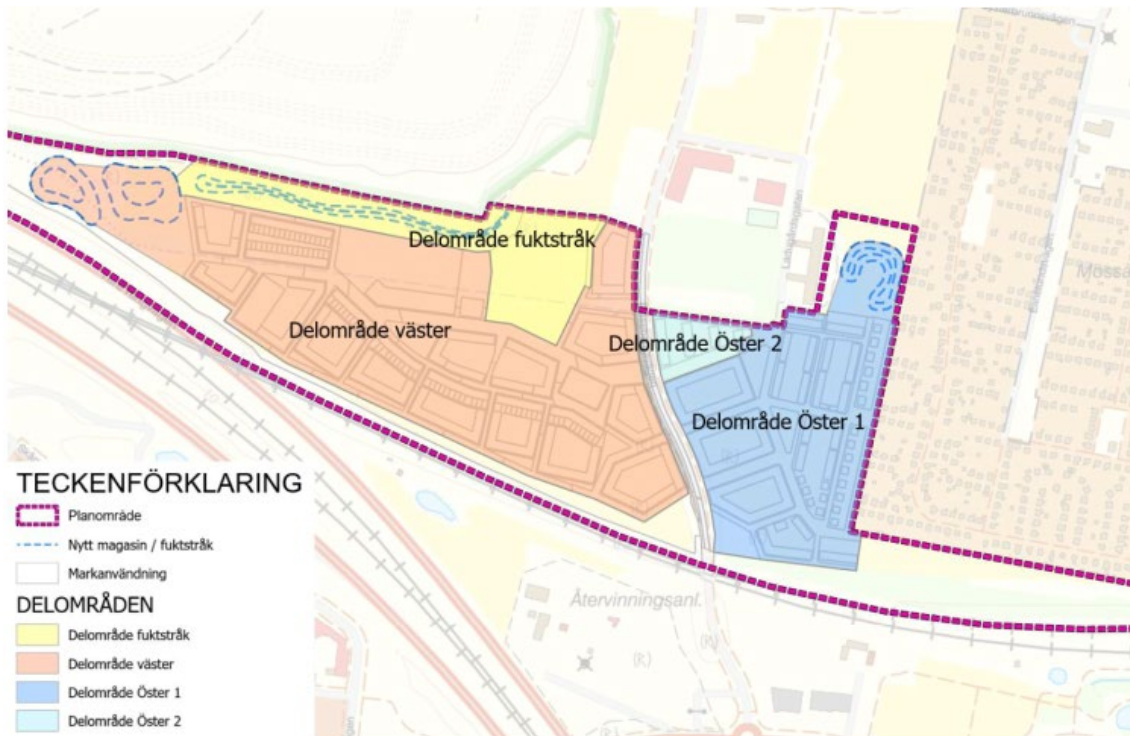 Delområde fuktstråk
Delområde väster
Delområde Öster 2
Delområde Öster 1
Återvinningsanl.
(R)
(R)
TECKENFÖRKLARING
Planområde
Nytt magasin / fuktstråk
Markanvändning
DELOMRÅDEN
Delområde fuktstråk
Delområde väster
Delområde Öster 1
Delområde Öster 2